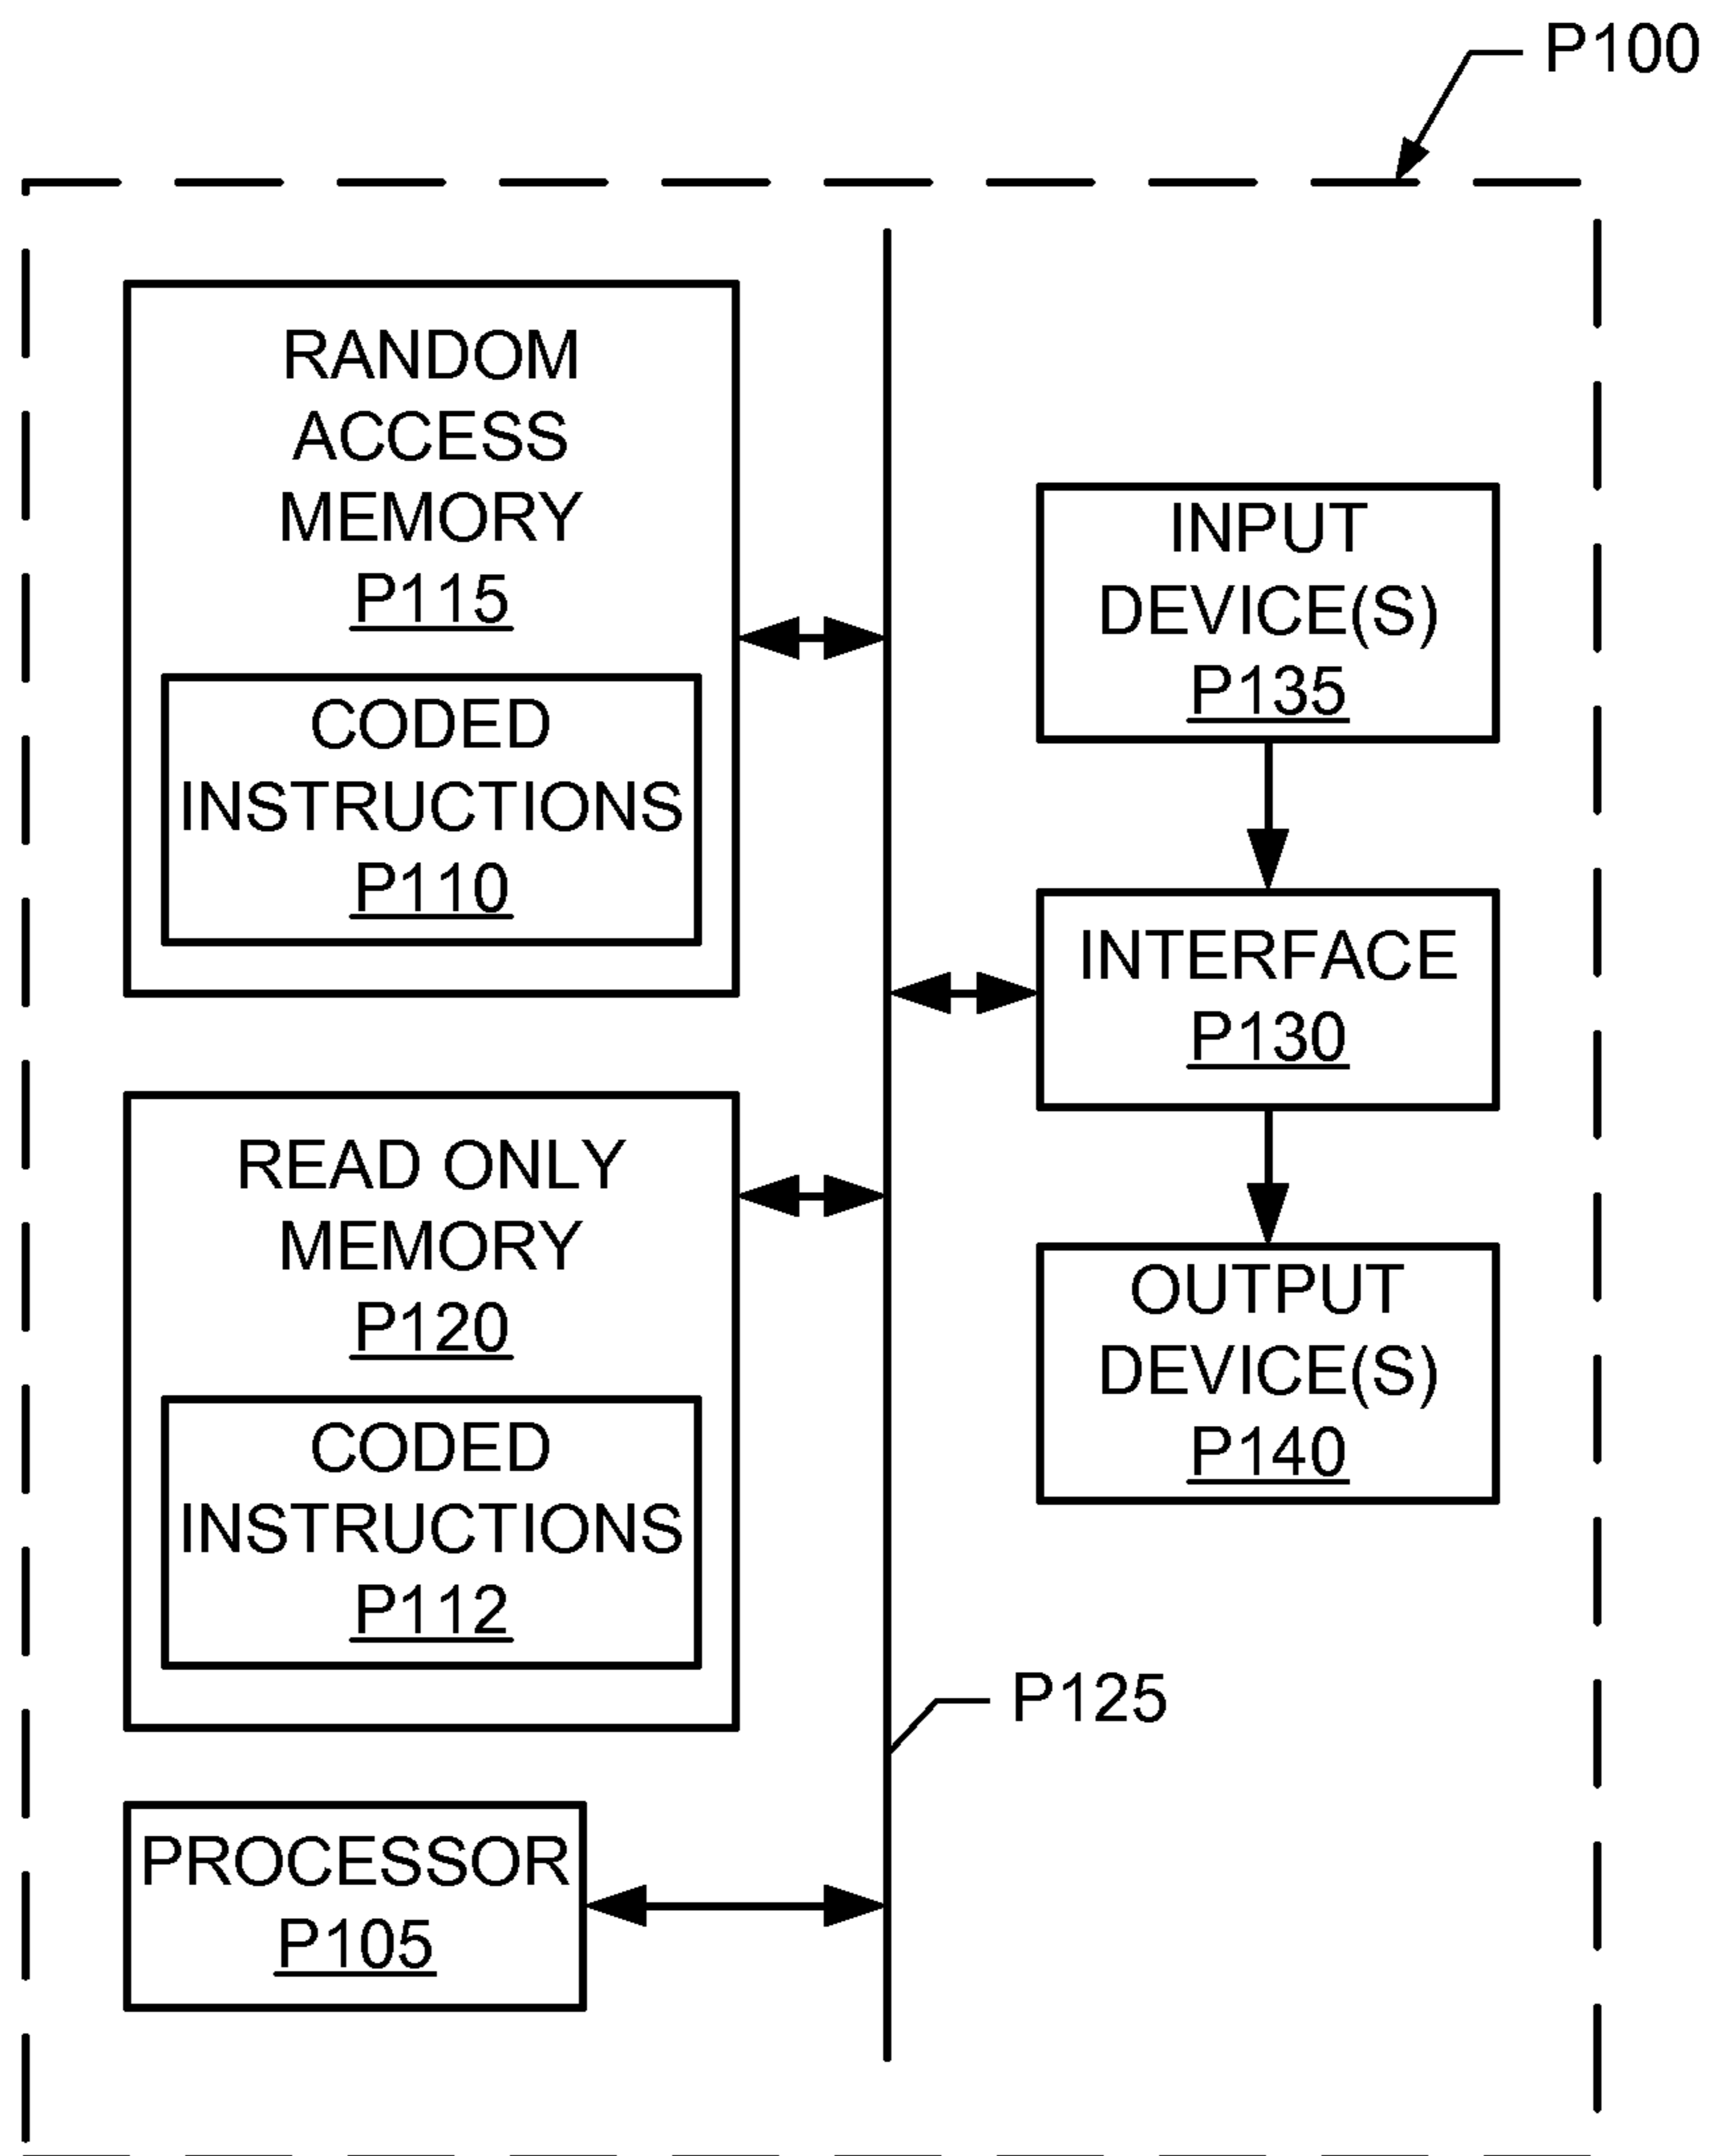 P100
RANDOM
ACCESS
MEMORY
P115
CODED
INSTRUCTIONS
P110
READ ONLY
MEMORY
P120
CODED
INSTRUCTIONS
P112
PROCESSOR
P105
INPUT
DEVICE(S)
P135
INTERFACE
P130
OUTPUT
DEVICE(S)
P140
P125